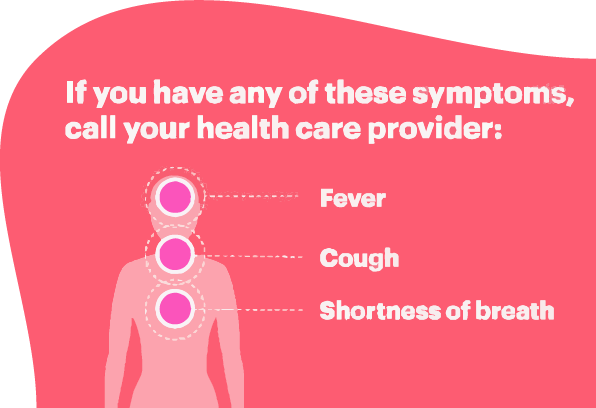 If you have any of these symptoms,
call your health care provider:
Fever
Cough
Shortness of breath